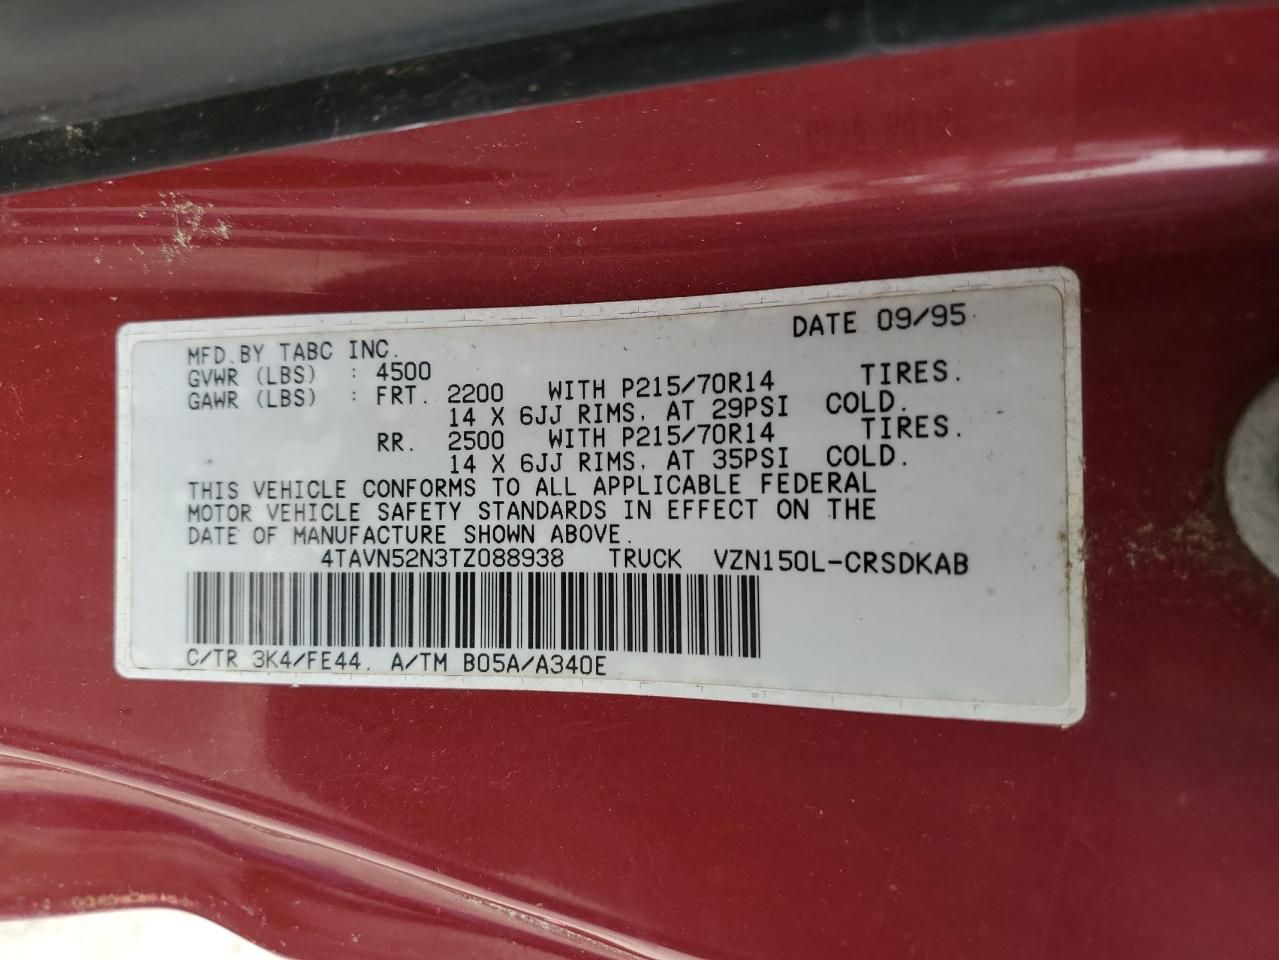 DATE 09/95
MFD.BY TABC INC.
GVWR (LBS) : 4500
GAWR (LBS) : FRT. 2200 WITH P215/70R14 TIRES.
14 X 6JJ RIMS. AT 29PSI COLD.
RR. 2500 WITH P215/70R14 TIRES.
14 X 6JJ RIMS. AT 35PSI COLD.
THIS VEHICLE CONFORMS TO ALL APPLICABLE FEDERAL
MOTOR VEHICLE SAFETY STANDARDS IN EFFECT ON THE
DATE OF MANUFACTURE SHOWN ABOVE.
4TAVN52N3TZ088938 TRUCK VZN150L-CRSDKAB
C/TR 3K4/FE44. A/TM B05A/A340E